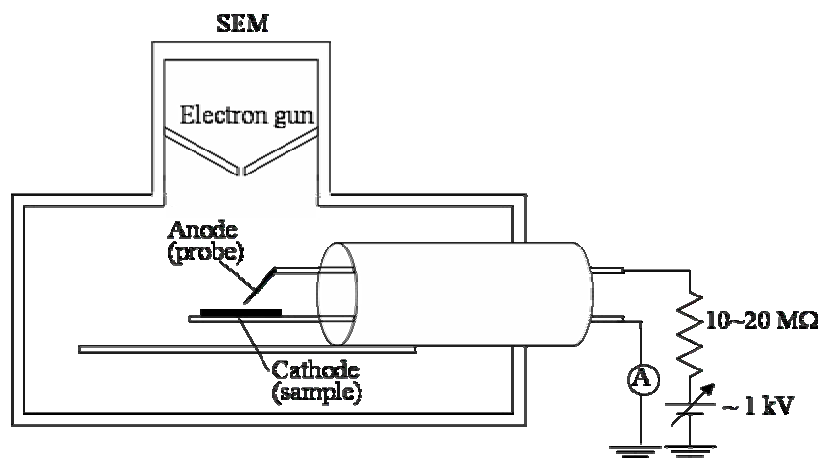 SEM
Electron gun
Anode
(probe)
10~20 MΩ
Cathode
(sample)
A
~ 1 kV